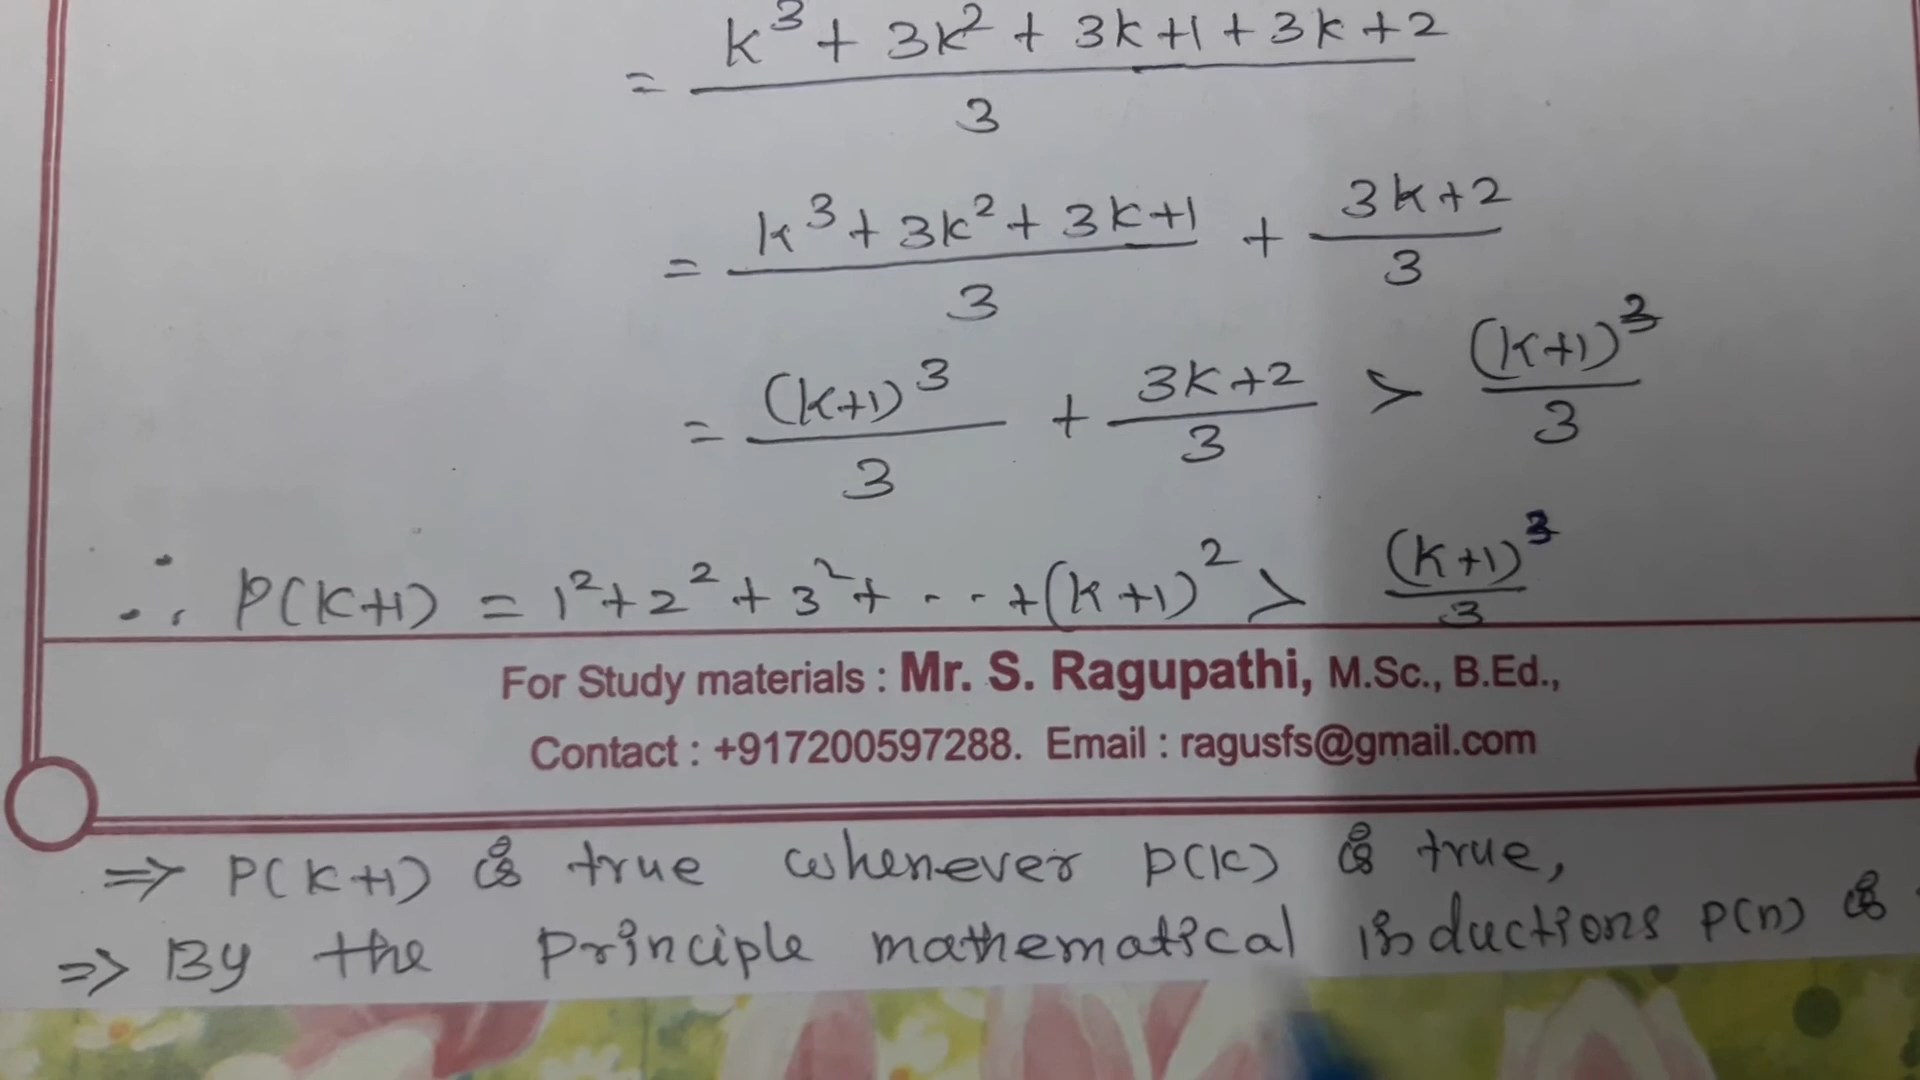 = k³ + 3k² + 3k+1 + 3k+2 / 3
= k³ + 3k² + 3k+1 / 3 + 3k+2 / 3
= (k+1)³ / 3 + 3k+2 / 3 > (k+1)³ / 3
∴ P(k+1) = 1² + 2² + 3² + - - + (k+1)² > (k+1)³ / 3
For Study materials : Mr. S. Ragupathi, M.Sc., B.Ed.,
Contact : +917200597288. Email : ragusfs@gmail.com
⇒ P(k+1) is true whenever P(k) is true,
⇒ By the principle mathematical inductions P(n) is